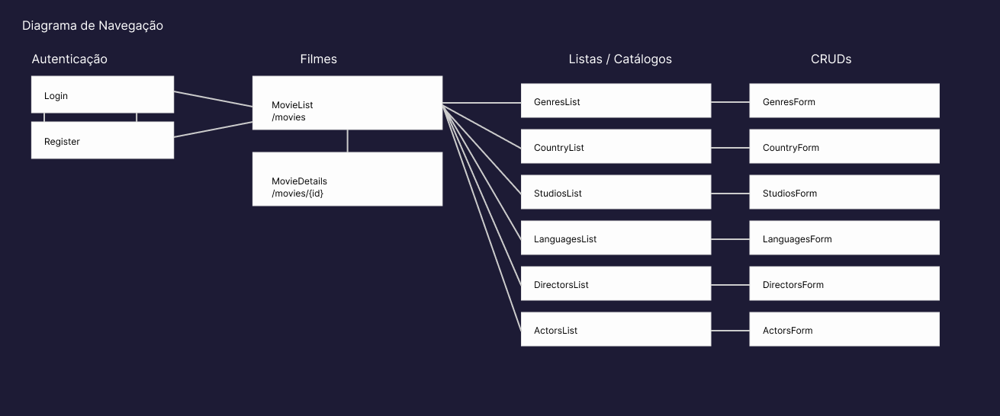 Diagrama de Navegação
Autenticação
Login
Register
Filmes
MovieList
/movies
MovieDetails
/movies/{id}
Listas / Catálogos
GenresList
CountryList
StudiosList
LanguagesList
DirectorsList
ActorsList
CRUDs
GenresForm
CountryForm
StudiosForm
LanguagesForm
DirectorsForm
ActorsForm